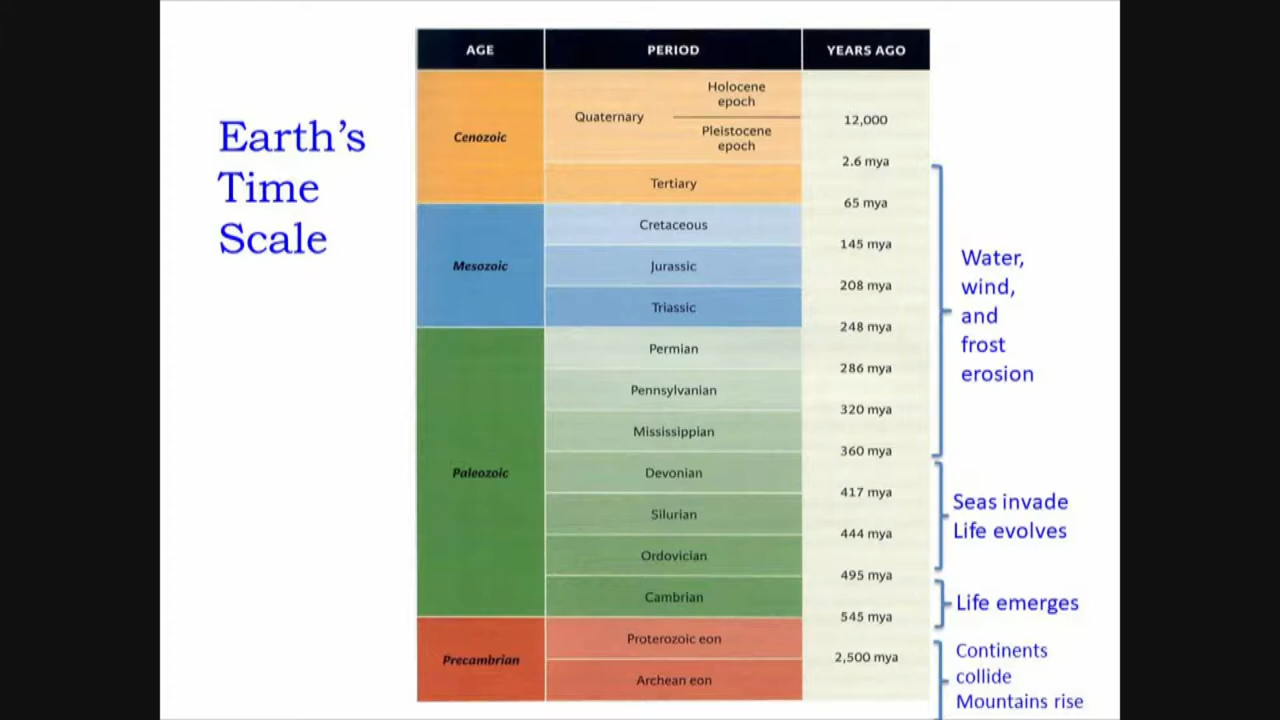 Earth's
Time
Scale
AGE PERIOD YEARS AGO
Cenozoic
Quaternary
Holocene
epoch
12,000
Pleistocene
epoch
2.6 mya
Tertiary
65 mya
Mesozoic
Cretaceous
145 mya
Jurassic
208 mya
Triassic
248 mya
Paleozoic
Permian
286 mya
Pennsylvanian
320 mya
Mississippian
360 mya
Devonian
417 mya
Silurian
444 mya
Ordovician
495 mya
Cambrian
545 mya
Precambrian
Proterozoic eon
2,500 mya
Archean eon
Water,
wind,
and
frost
erosion
Seas invade
Life evolves
Life emerges
Continents
collide
Mountains rise